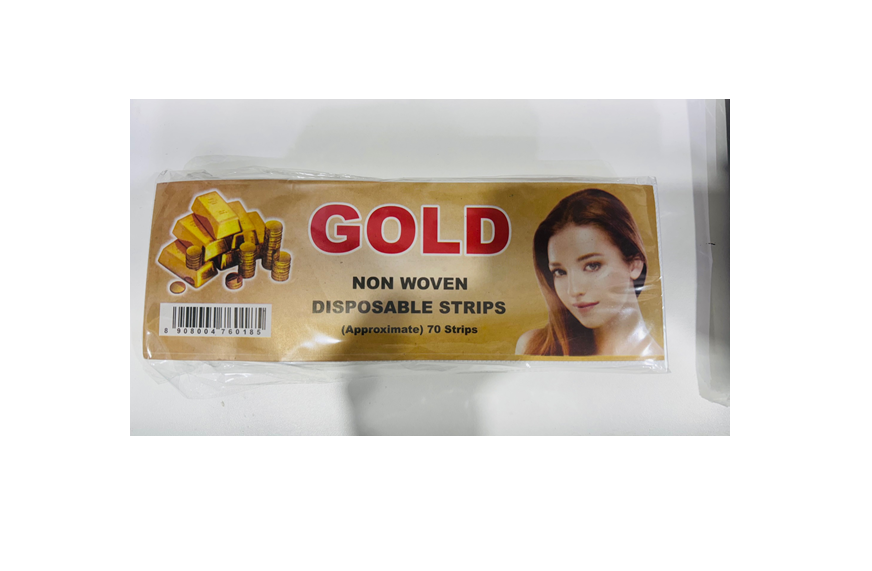 GOLD
NON WOVEN
DISPOSABLE STRIPS
(Approximate) 70 Strips
8 908004 760185